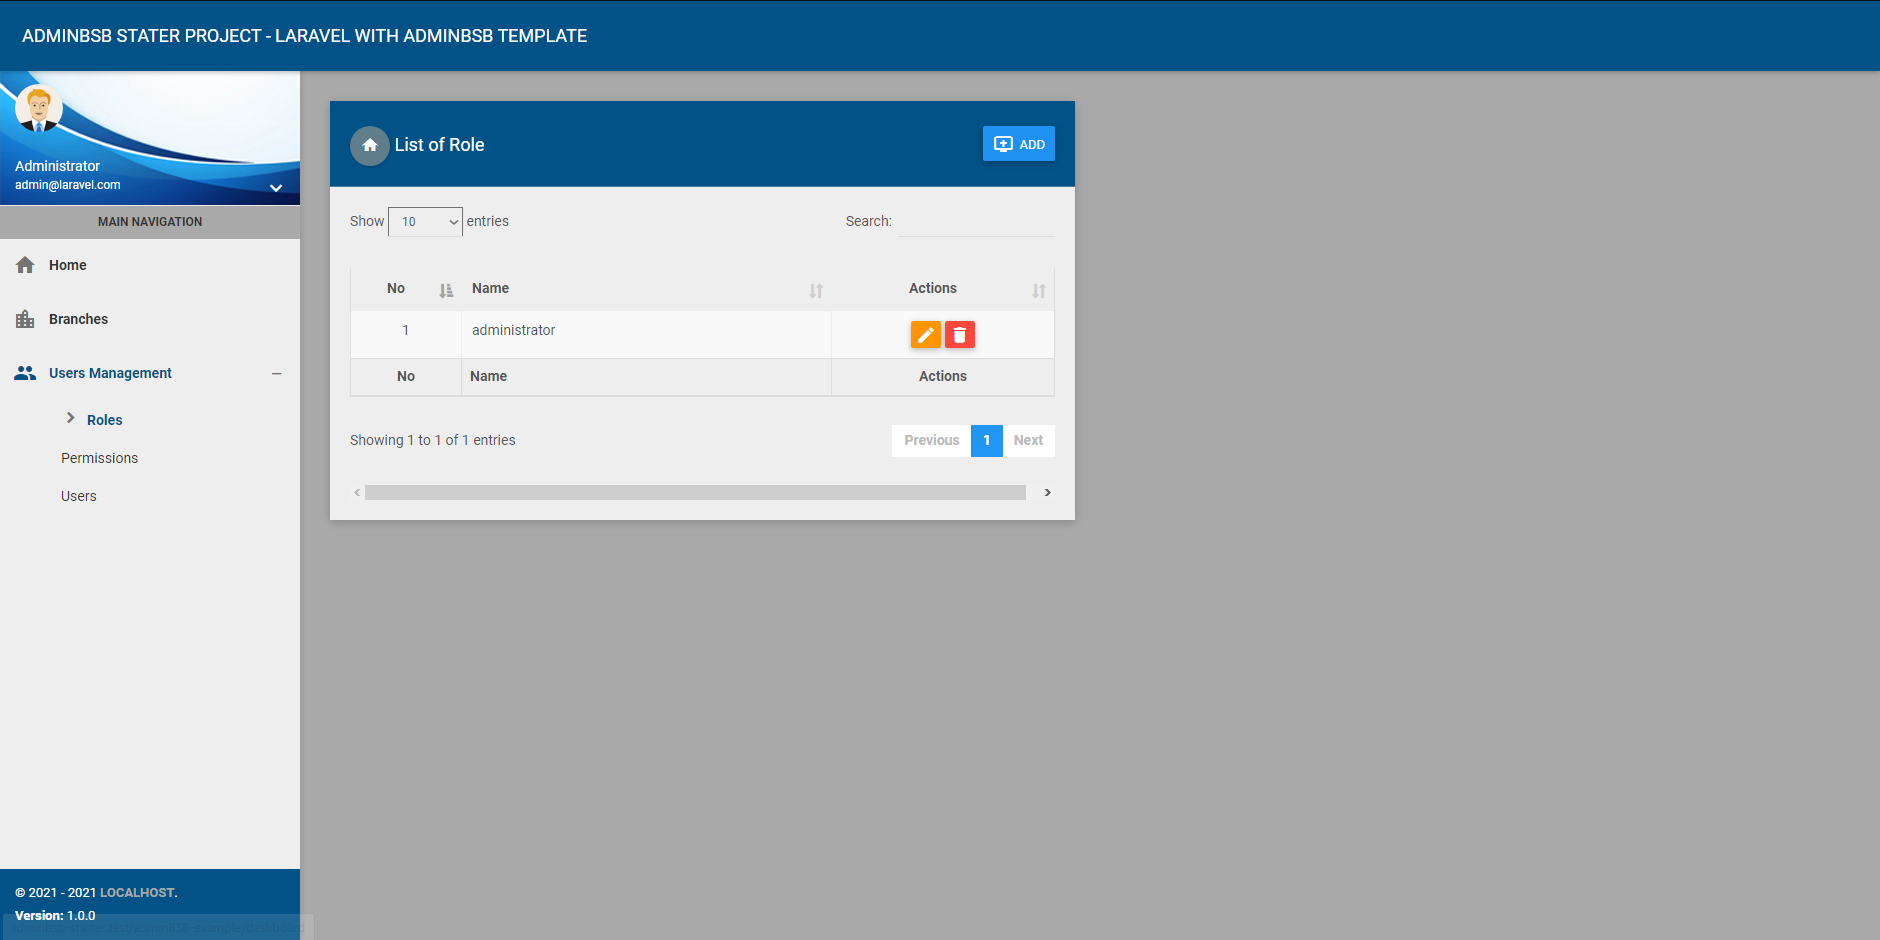 ADMINBSB STATER PROJECT - LARAVEL WITH ADMINBSB TEMPLATE
Administrator
admin@laravel.com
MAIN NAVIGATION
Home
Branches
Users Management
Roles
Permissions
Users
© 2021 - 2021 LOCALHOST.
Version: 1.0.0
List of Role
ADD
Show 10 entries
Search:
No Name Actions
1 administrator
No Name Actions
Showing 1 to 1 of 1 entries
Previous 1 Next